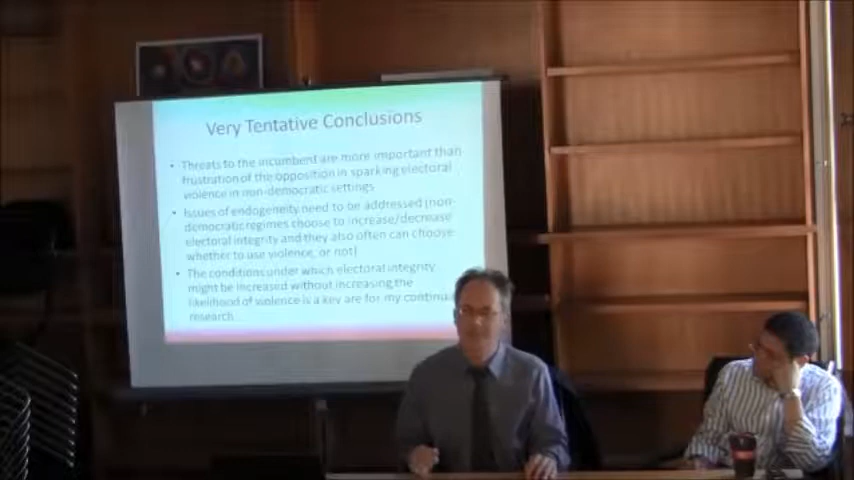 Very Tentative Conclusions
• Threats to the incumbent are more important than
frustration of the opposition in sparking electoral
violence in non-democratic settings
• Issues of endogeneity need to be addressed (non-
democratic regimes choose to increase/decrease
electoral integrity and they also often can choose
whether to use violence, or not)
• The conditions under which electoral integrity
might be increased without increasing the
likelihood of violence is a key are for my continu
research.